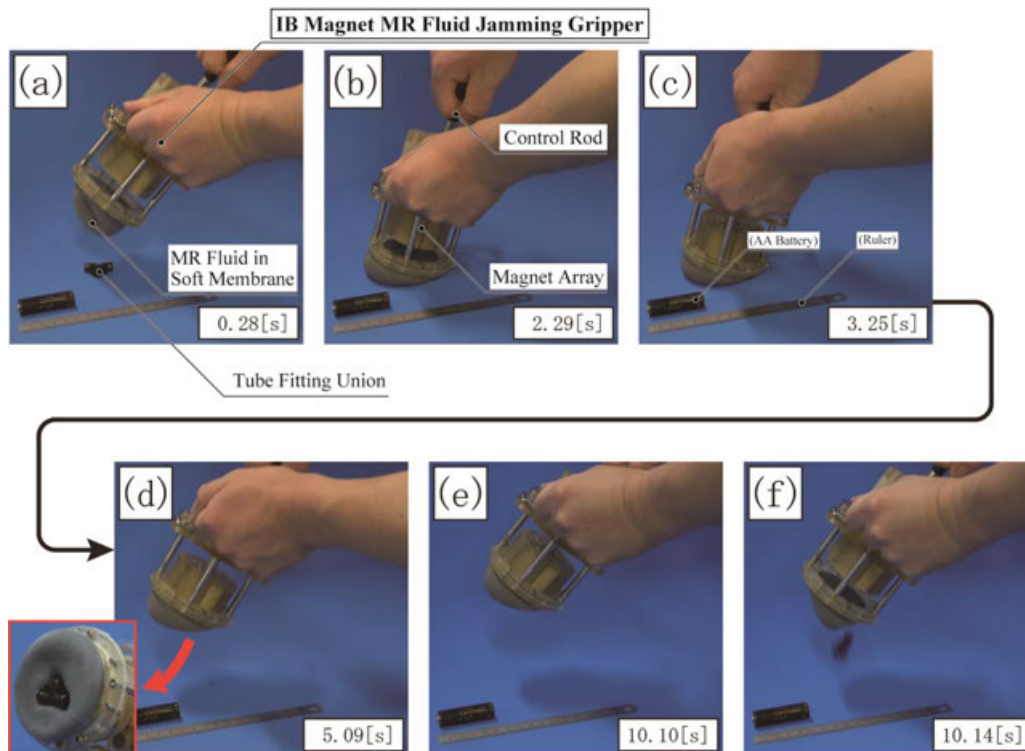 IB Magnet MR Fluid Jamming Gripper
(a)
(b)
(c)
Control Rod
MR Fluid in
Soft Membrane
Magnet Array
(AA Battery)
(Ruler)
0.28[s]
2.29[s]
3.25[s]
Tube Fitting Union
(d)
(e)
(f)
5.09[s]
10.10[s]
10.14[s]